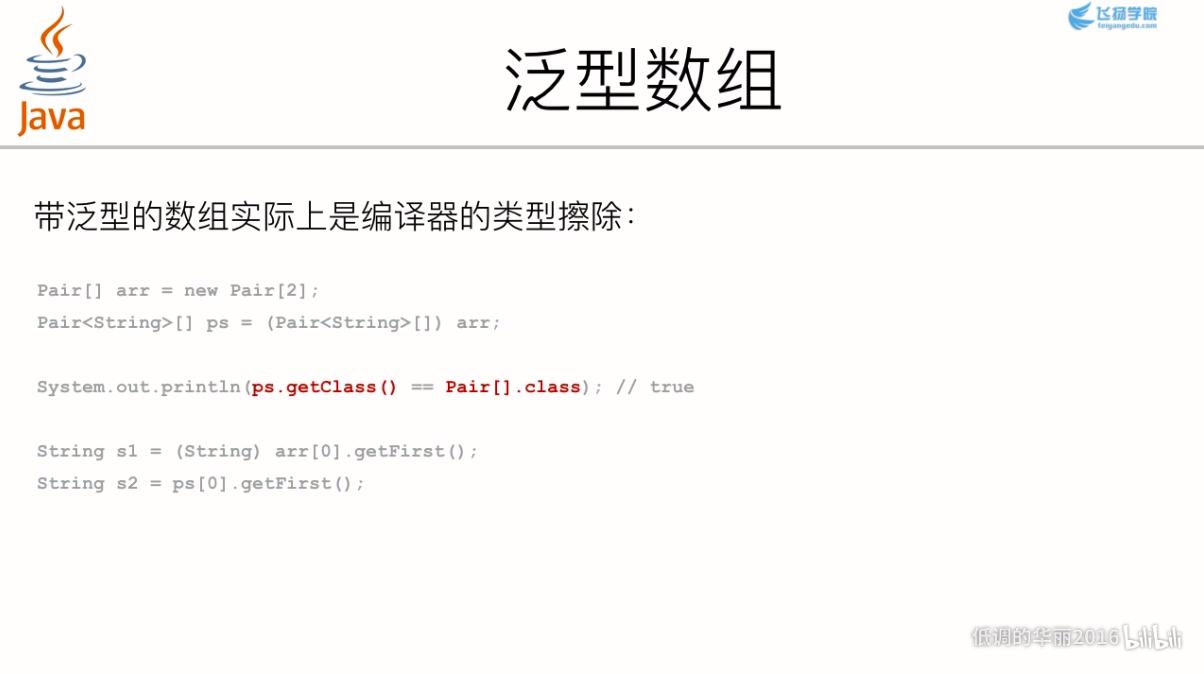 Java
飞扬学院
feiyangedu.com
泛型数组
带泛型的数组实际上是编译器的类型擦除：
Pair[] arr = new Pair[2];
Pair<String>[] ps = (Pair<String>[]) arr;
System.out.println(ps.getClass() == Pair[].class); // true
String s1 = (String) arr[0].getFirst();
String s2 = ps[0].getFirst();
低调的华丽2016 bilibili